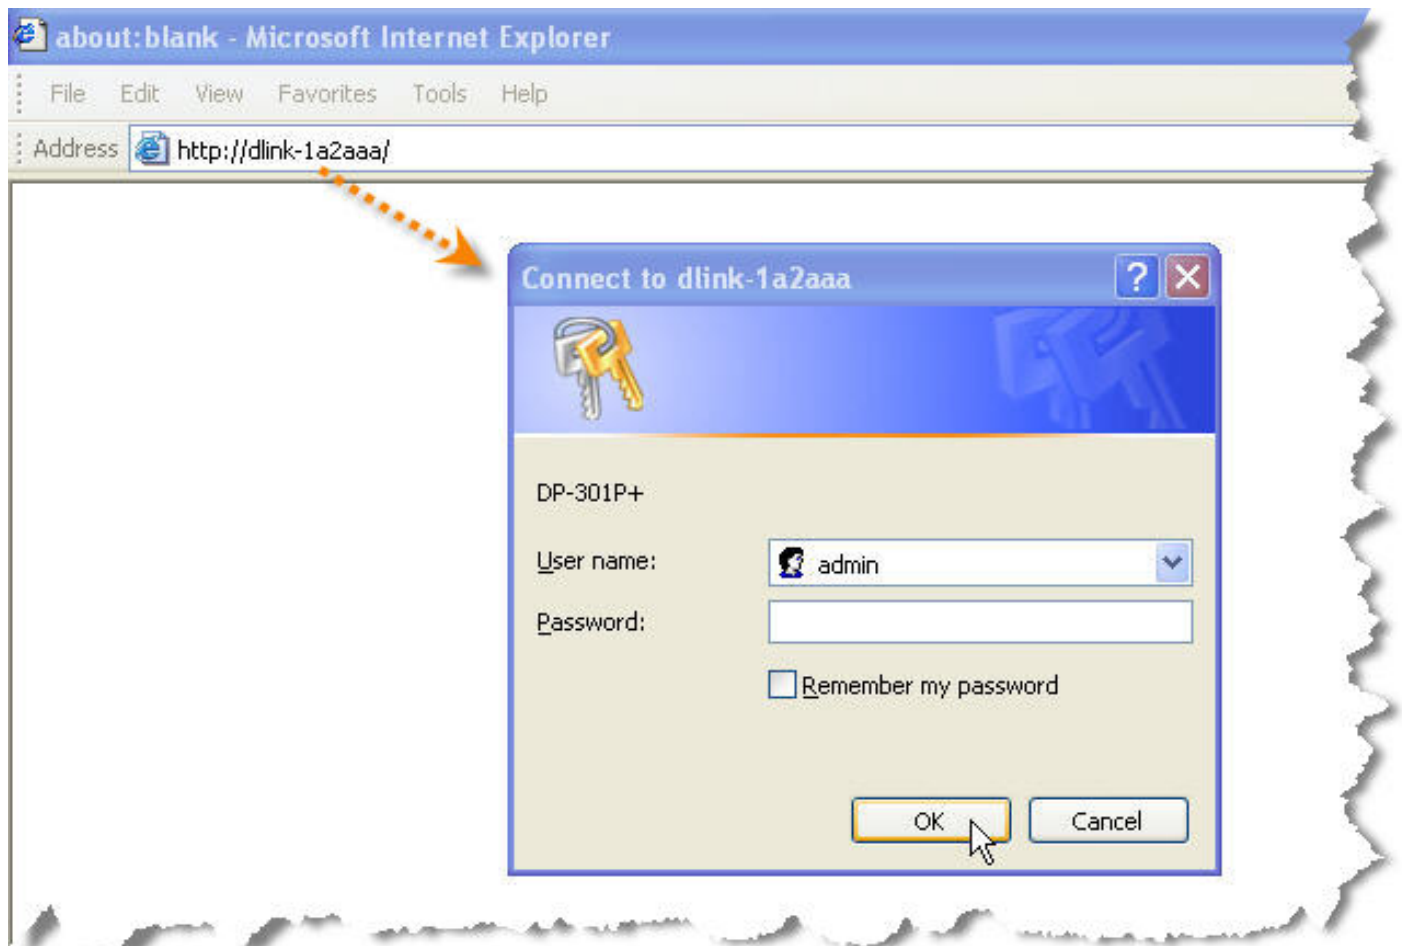 about:blank - Microsoft Internet Explorer
File Edit View Favorites Tools Help
Address http://dlink-1a2aaa/
Connect to dlink-1a2aaa
DP-301P+
User name: admin
Password:
Remember my password
OK Cancel